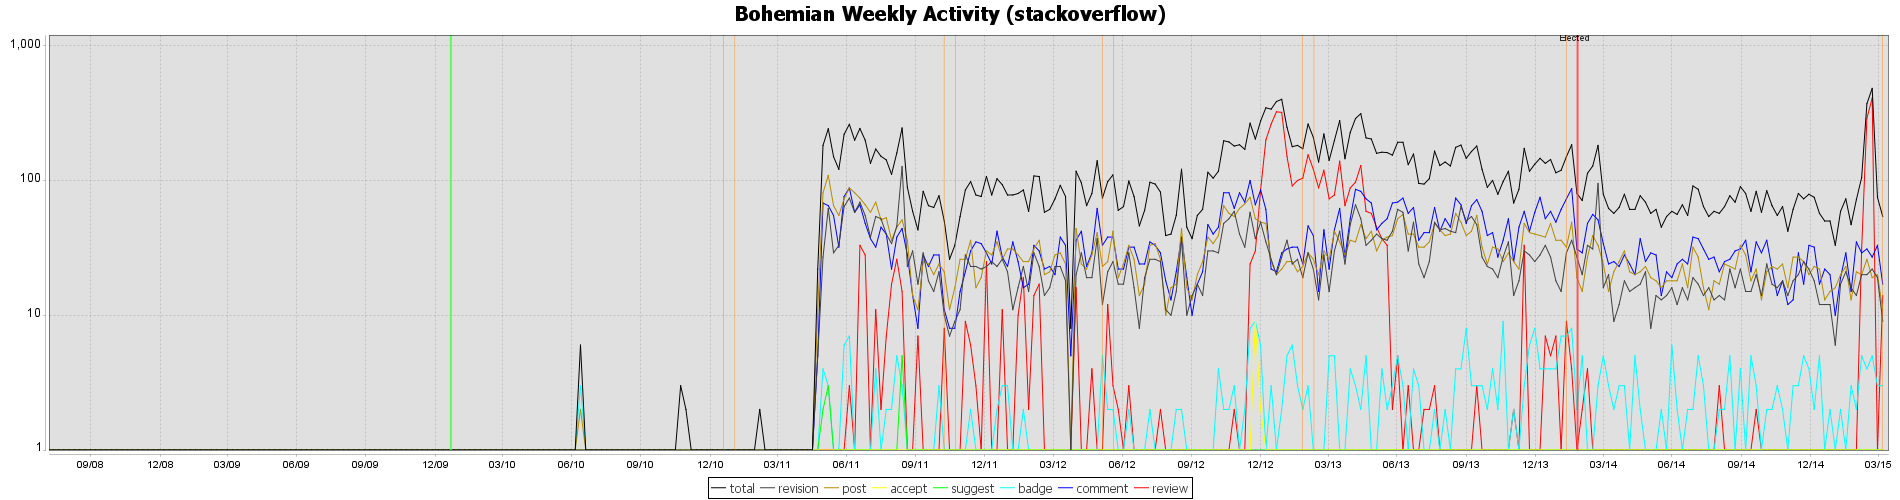 Bohemian Weekly Activity (stackoverflow)
Elected
1,000
100
10
1
09/08 12/08 03/09 06/09 09/09 12/09 03/10 06/10 09/10 12/10 03/11 06/11 09/11 12/11 03/12 06/12 09/12 12/12 03/13 06/13 09/13 12/13 03/14 06/14 09/14 12/14 03/15
total revision post accept suggest badge comment review